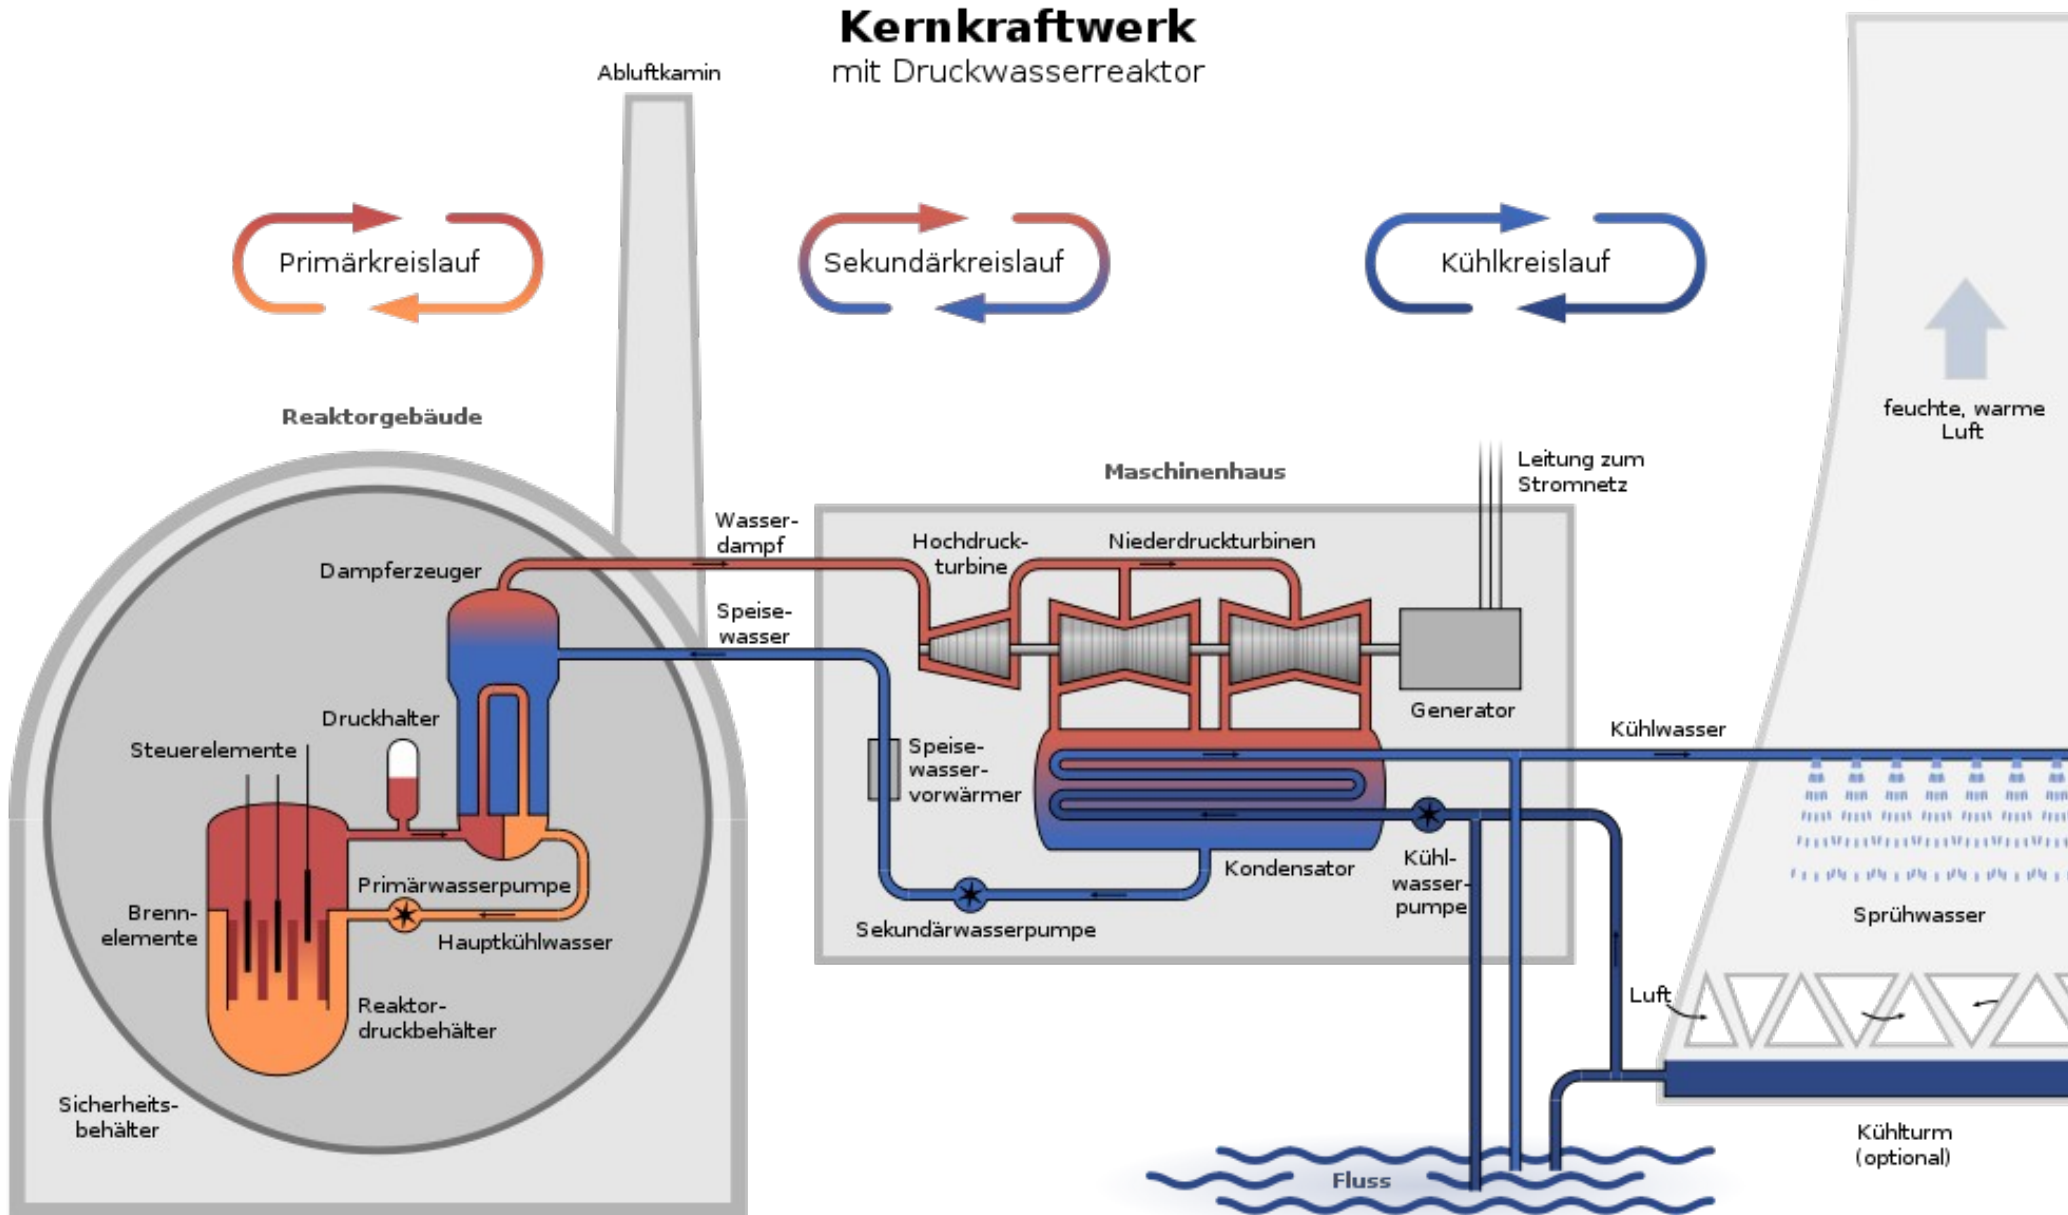 Kernkraftwerk
mit Druckwasserreaktor
Abluftkamin
Primärkreislauf
Sekundärkreislauf
Kühlkreislauf
feuchte, warme
Luft
Reaktorgebäude
Maschinenhaus
Leitung zum
Stromnetz
Wasser-
dampf
Hochdruck-
turbine
Niederdruckturbinen
Dampferzeuger
Speise-
wasser
Druckhalter
Generator
Kühlwasser
Steuerelemente
Speise-
wasser-
vorwärmer
Kondensator
Kühl-
wasser-
pumpe
Primärwasserpumpe
Brenn-
elemente
Hauptkühlwasser
Sekundärwasserpumpe
Sprühwasser
Reaktor-
druckbehälter
Luft
Sicherheits-
behälter
Kühlturm
(optional)
Fluss